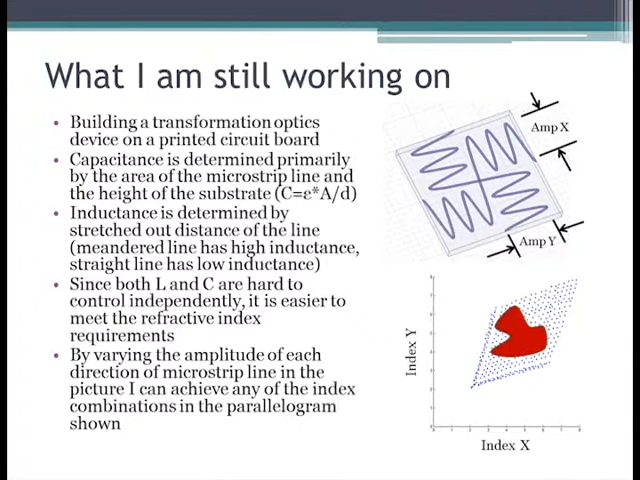 What I am still working on
• Building a transformation optics
device on a printed circuit board
• Capacitance is determined primarily
by the area of the microstrip line and
the height of the substrate (C=ε*A/d)
• Inductance is determined by
stretched out distance of the line
(meandered line has high inductance,
straight line has low inductance)
• Since both L and C are hard to
control independently, it is easier to
meet the refractive index
requirements
• By varying the amplitude of each
direction of microstrip line in the
picture I can achieve any of the index
combinations in the parallelogram
shown
Amp X
Amp Y
Index Y
Index X